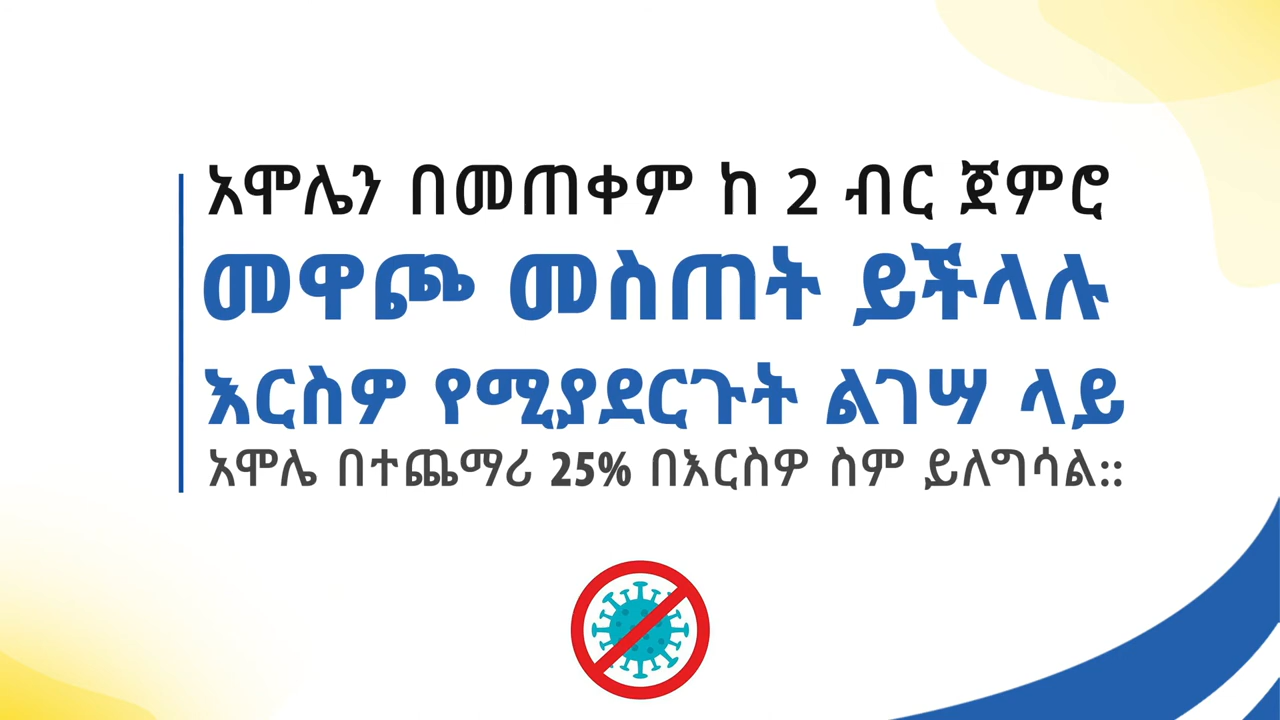 አሞሌን በመጠቀም ከ 2 ብር ጀምሮ
መዋጮ መስጠት ይችላሉ
እርስዎ የሚያደርጉት ልገሣ ላይ
አሞሌ በተጨማሪ 25% በእርስዎ ስም ይለግሳል።